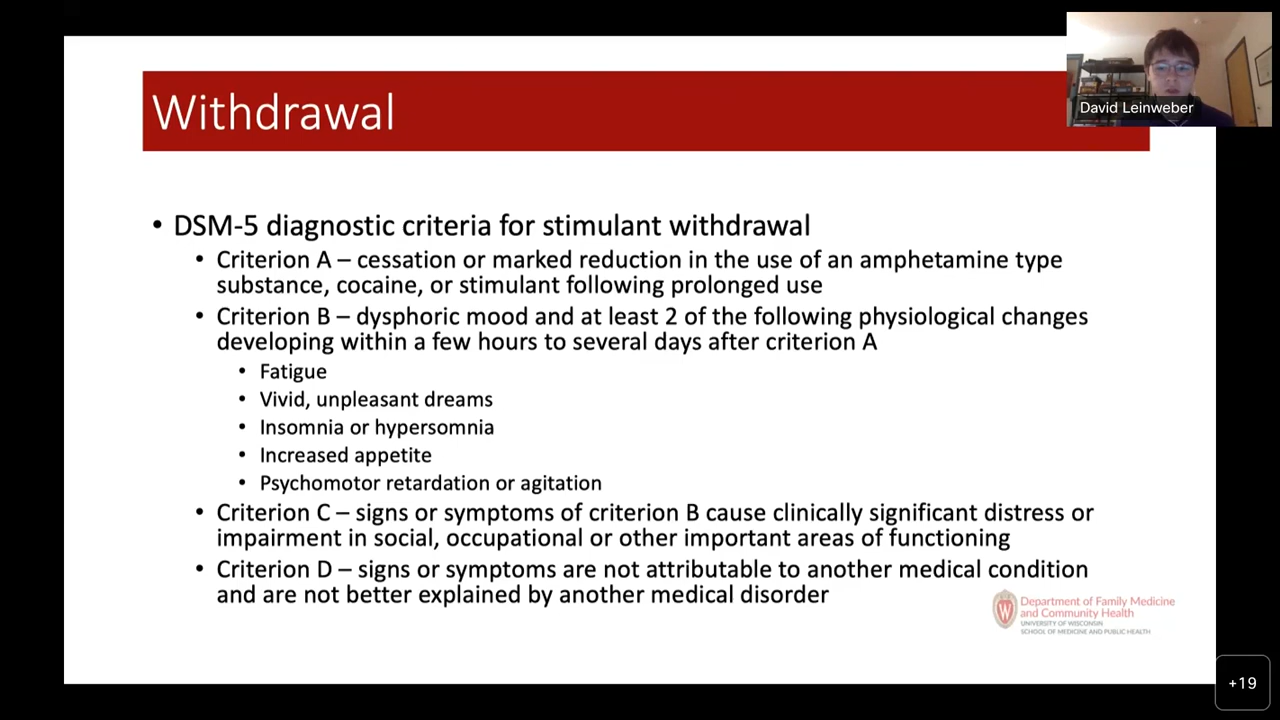 Withdrawal
David Leinweber
• DSM-5 diagnostic criteria for stimulant withdrawal
• Criterion A – cessation or marked reduction in the use of an amphetamine type
substance, cocaine, or stimulant following prolonged use
• Criterion B – dysphoric mood and at least 2 of the following physiological changes
developing within a few hours to several days after criterion A
• Fatigue
• Vivid, unpleasant dreams
• Insomnia or hypersomnia
• Increased appetite
• Psychomotor retardation or agitation
• Criterion C – signs or symptoms of criterion B cause clinically significant distress or
impairment in social, occupational or other important areas of functioning
• Criterion D – signs or symptoms are not attributable to another medical condition
and are not better explained by another medical disorder
W
Department of Family Medicine
and Community Health
UNIVERSITY OF WISCONSIN
SCHOOL OF MEDICINE AND PUBLIC HEALTH
+19